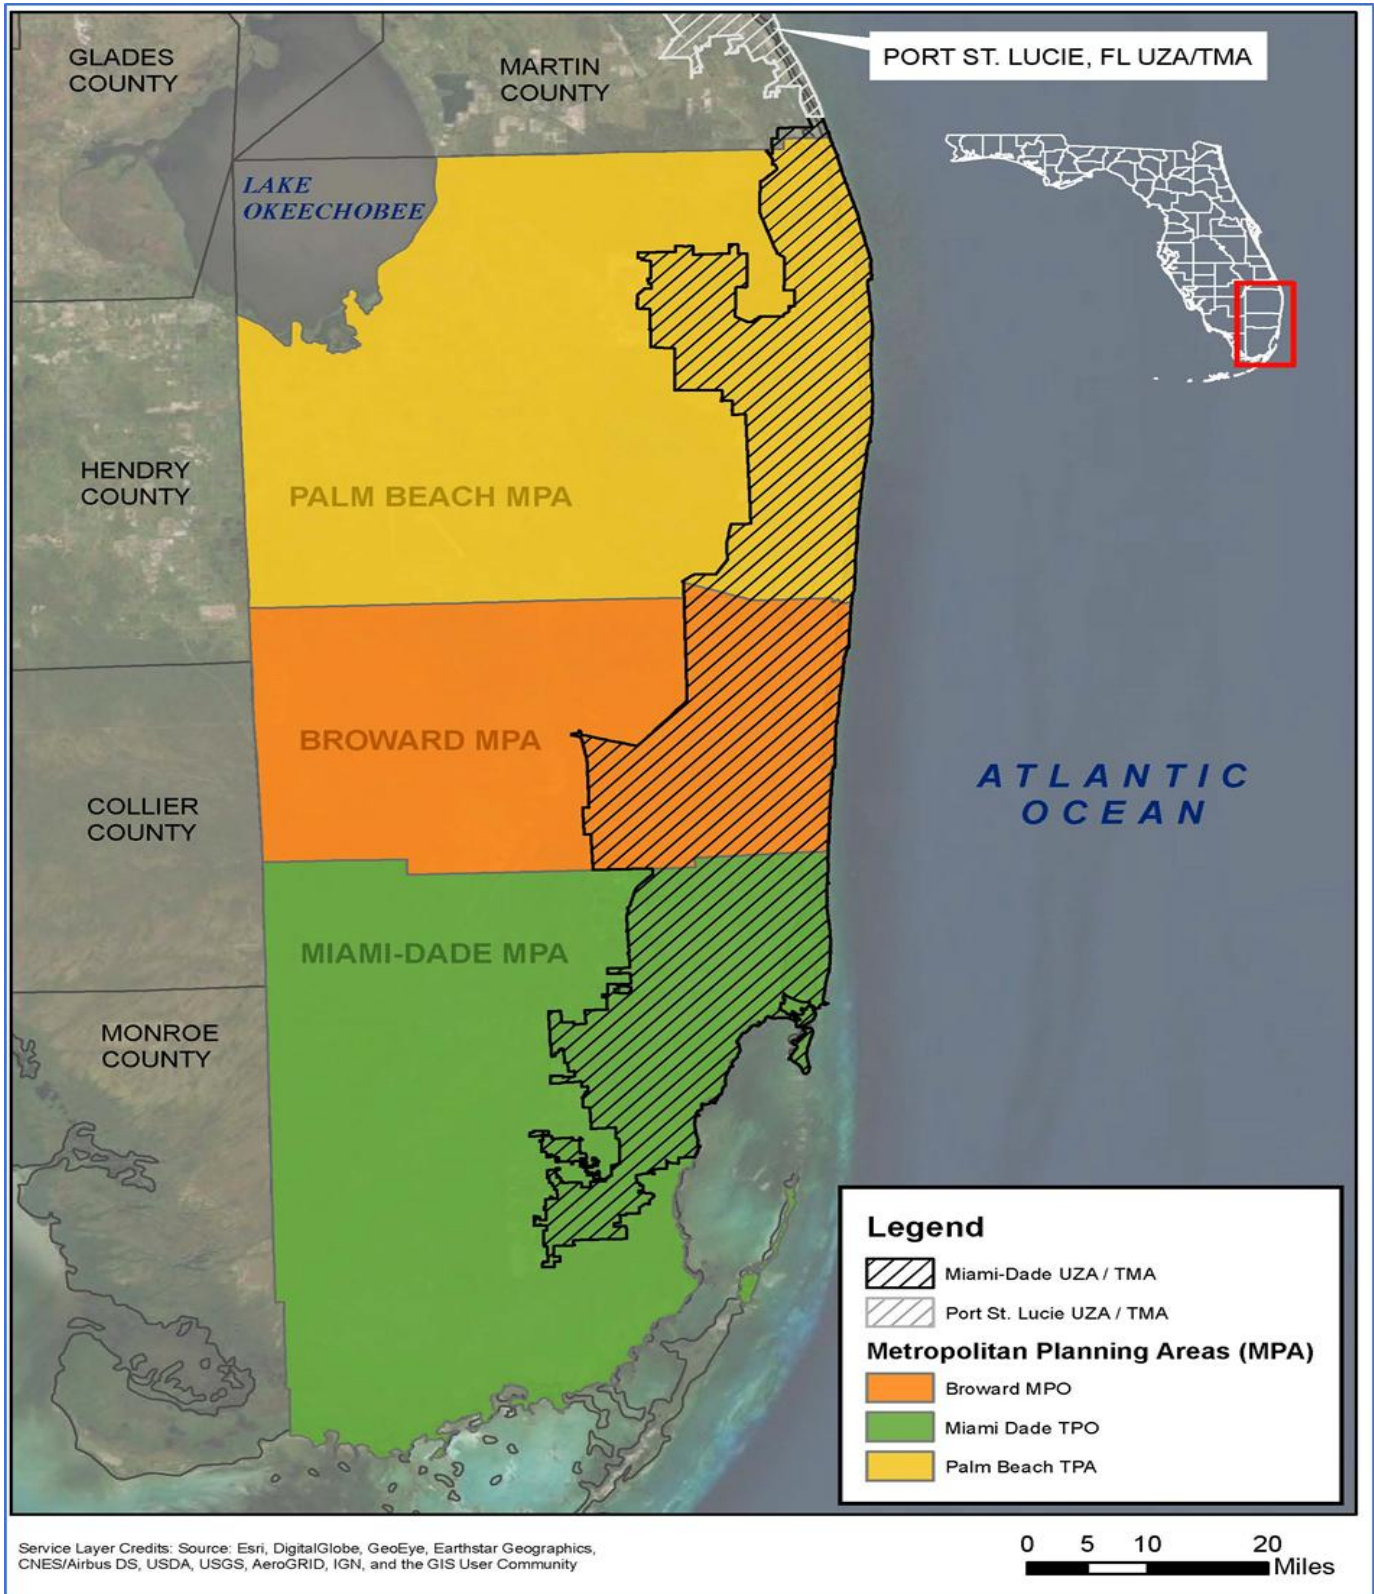 GLADES
COUNTY
MARTIN
COUNTY
PORT ST. LUCIE, FL UZA/TMA
LAKE
OKEECHOBEE
HENDRY
COUNTY
PALM BEACH MPA
BROWARD MPA
COLLIER
COUNTY
ATLANTIC
OCEAN
MIAMI-DADE MPA
MONROE
COUNTY
Legend
Miami-Dade UZA / TMA
Port St. Lucie UZA / TMA
Metropolitan Planning Areas (MPA)
Broward MPO
Miami Dade TPO
Palm Beach TPA
Service Layer Credits: Source: Esri, DigitalGlobe, GeoEye, Earthstar Geographics,
CNES/Airbus DS, USDA, USGS, AeroGRID, IGN, and the GIS User Community
0 5 10 20
Miles